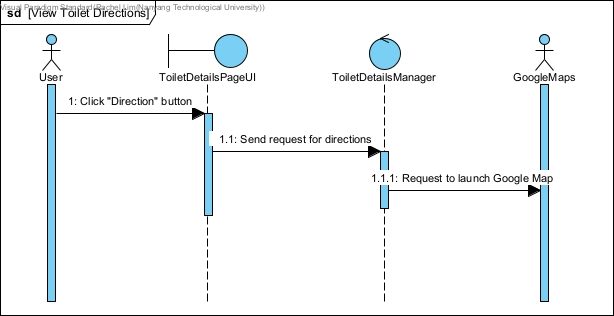 Visual Paradigm Standard(Rachel Lim(Nanyang Technological University))
sd [View Toilet Directions]
User
ToiletDetailsPageUI
ToiletDetailsManager
GoogleMaps
1: Click "Direction" button
1.1: Send request for directions
1.1.1: Request to launch Google Map